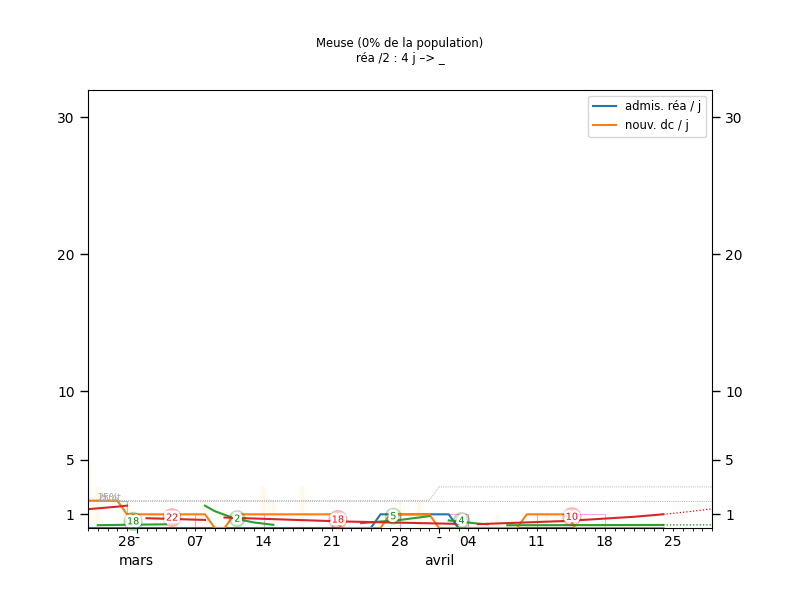 Meuse (0% de la population)
réa /2 : 4 j –> _
admis. réa / j
nouv. dc / j
30 30
20 20
10 10
5 5
1 1
18 22 2 18 5 4 10
28 07 14 21 28 - 04 11 18 25
mars avril